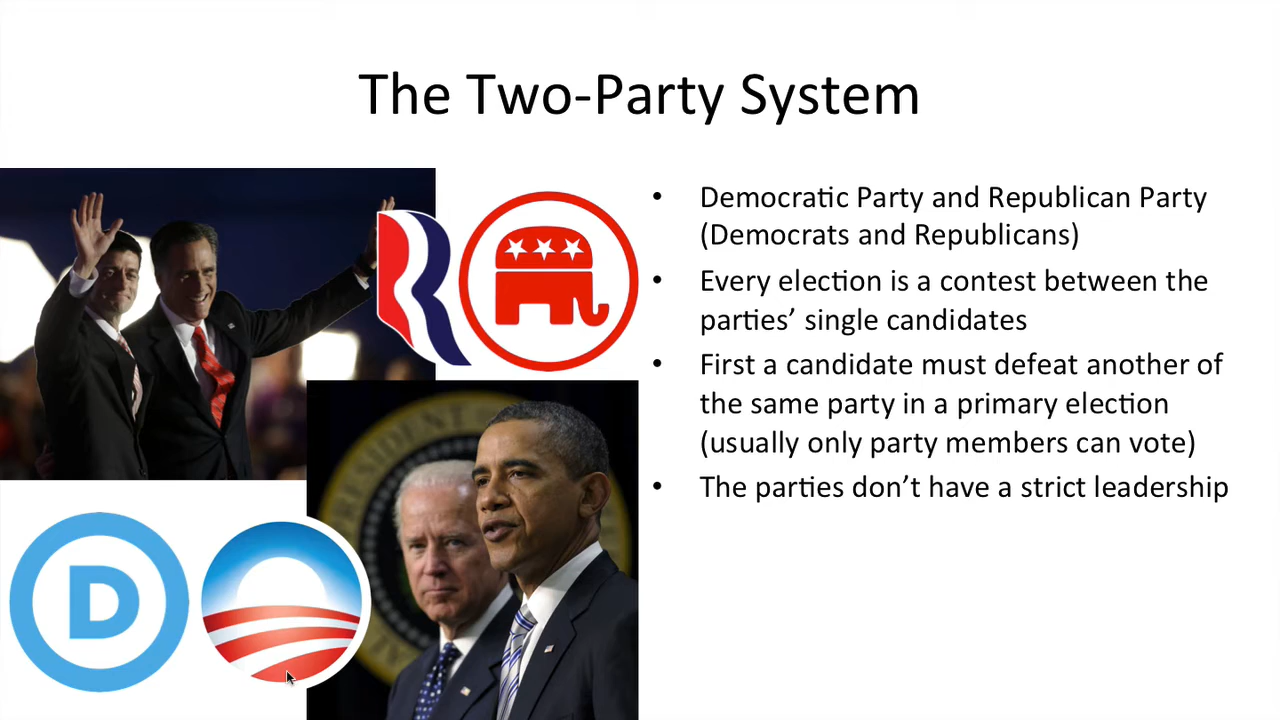 The Two-Party System
R
• Democratic Party and Republican Party
(Democrats and Republicans)
• Every election is a contest between the
parties’ single candidates
• First a candidate must defeat another of
the same party in a primary election
(usually only party members can vote)
• The parties don’t have a strict leadership
PRESIDENT
D